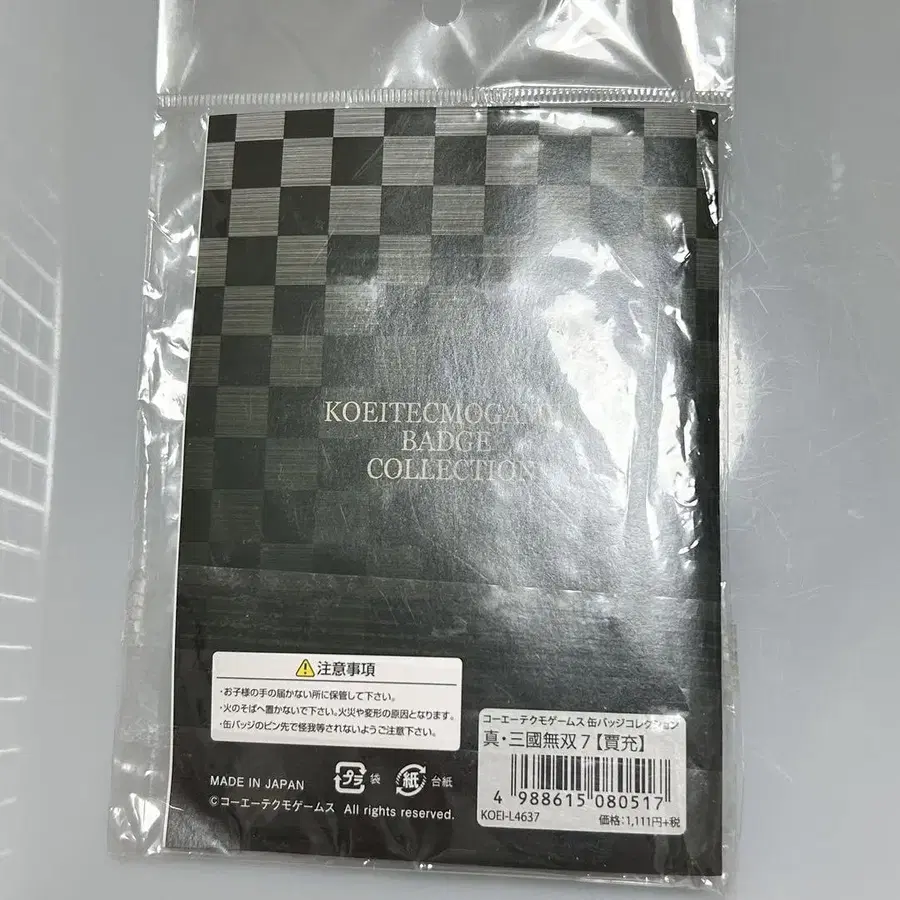 KOEITECMOGAM
BADGE
COLLECTION
注意事項
・お子様の手の届かない所に保管して下さい。
・火のそばへ置かないで下さい。火災や変形の原因となります。
・缶バッジのピン先で怪我等されないようご注意下さい。
プラ 袋
紙 台紙
MADE IN JAPAN
©コーエーテクモゲームス All rights reserved.
コーエーテクモゲームス 缶バッジコレクション
真・三國無双 7【賈充】
4 988615 080517
KOEI-L4637 価格:1,111円+税